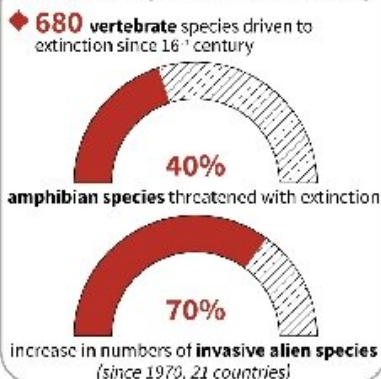 680 vertebrate species driven to
extinction since 16th century
40%
amphibian species threatened with extinction
70%
increase in numbers of invasive alien species
(since 1970, 21 countries)